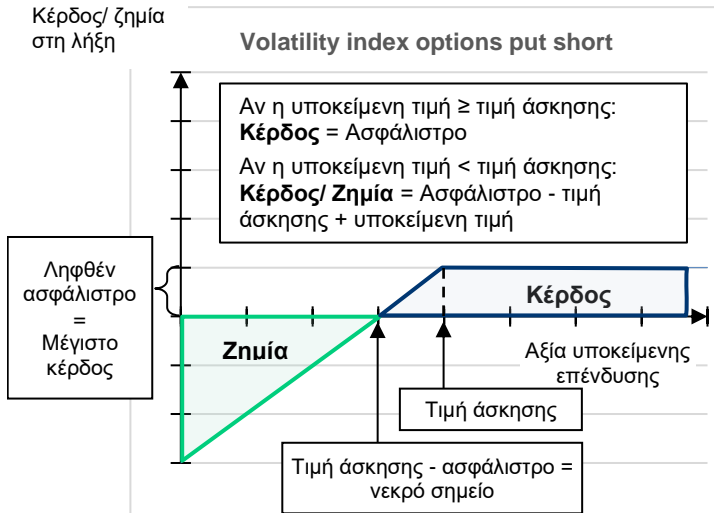 Κέρδος/ ζημία
στη λήξη
Volatility index options put short
Αν η υποκείμενη τιμή ≥ τιμή άσκησης:
Κέρδος = Ασφάλιστρο
Αν η υποκείμενη τιμή < τιμή άσκησης:
Κέρδος/ Ζημία = Ασφάλιστρο - τιμή
άσκησης + υποκείμενη τιμή
Ληφθέν
ασφάλιστρο
=
Μέγιστο
κέρδος
Κέρδος
Ζημία
Αξία υποκείμενης
επένδυσης
Τιμή άσκησης
Τιμή άσκησης - ασφάλιστρο =
νεκρό σημείο